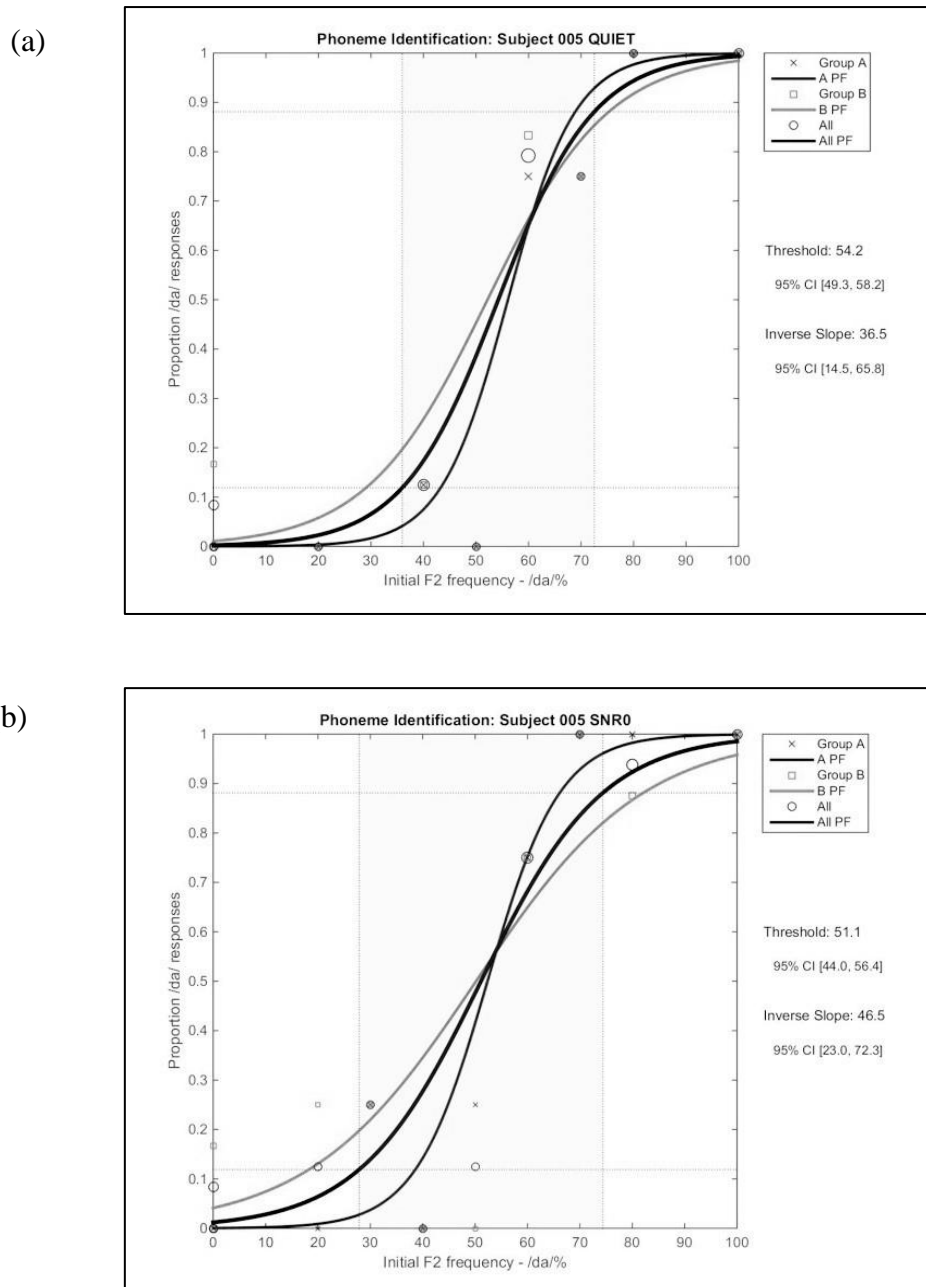 (a)
Phoneme Identification: Subject 005 QUIET
Proportion /da/ responses
1
0.9
0.8
0.7
0.6
0.5
0.4
0.3
0.2
0.1
0
0 10 20 30 40 50 60 70 80 90 100
Initial F2 frequency - /da/%
Group A
A PF
Group B
B PF
All
All PF
Threshold: 54.2
95% CI [49.3, 58.2]
Inverse Slope: 36.5
95% CI [14.5, 65.8]
b)
Phoneme Identification: Subject 005 SNR0
Proportion /da/ responses
1
0.9
0.8
0.7
0.6
0.5
0.4
0.3
0.2
0.1
0
0 10 20 30 40 50 60 70 80 90 100
Initial F2 frequency - /da/%
Group A
A PF
Group B
B PF
All
All PF
Threshold: 51.1
95% CI [44.0, 56.4]
Inverse Slope: 46.5
95% CI [23.0, 72.3]